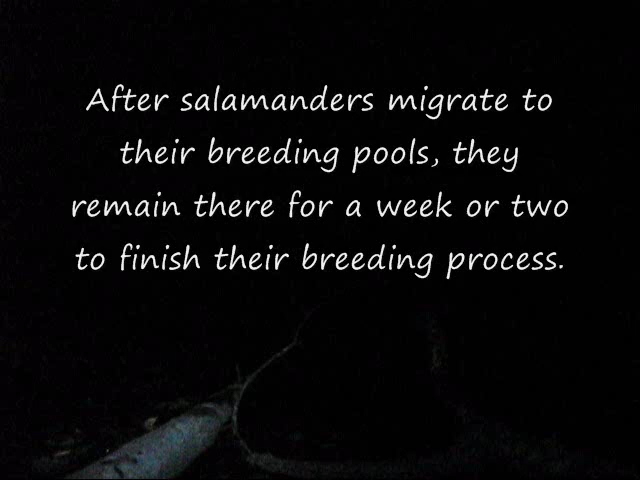 After salamanders migrate to
their breeding pools, they
remain there for a week or two
to finish their breeding process.